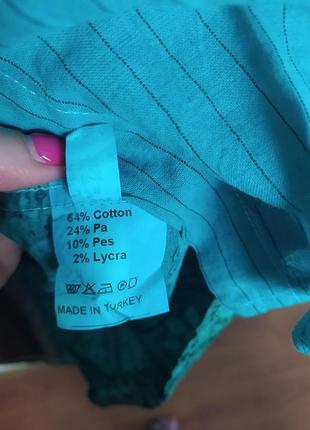 64% Cotton
24% Pa
10% Pes
2% Lycra
MADE IN TURKEY